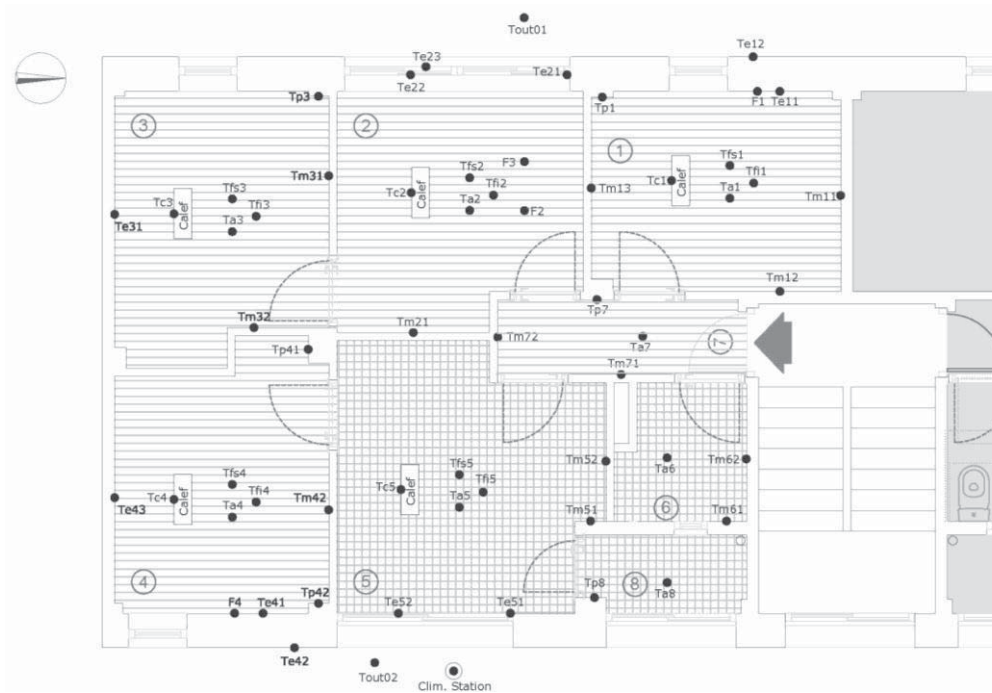 Tout01
Te12
Te23
Te22
Te21
Tp3
Tp1
F1
Te11
3
2
1
F3
Tfs2
Tfs1
Tm31
Tc2
Calef
Tfi2
Tm13
Tc1
Calef
Tfi1
Ta2
Ta1
Tm11
Tfs3
Tc3
Calef
Tfi3
F2
Te31
Ta3
Tm12
Tp7
Tm32
Tm21
Tm72
Ta7
7
Tp41
Tm71
Tfs4
Tfs5
Tm52
Ta6
Tm62
Tc4
Calef
Tfi4
Tc5
Calef
Tfi5
Te43
Ta4
Tm42
Ta5
6
Tm51
Tm61
4
5
8
Tp8
Ta8
Tp42
F4
Te41
Te52
Te51
Te42
Tout02
Clim. Station